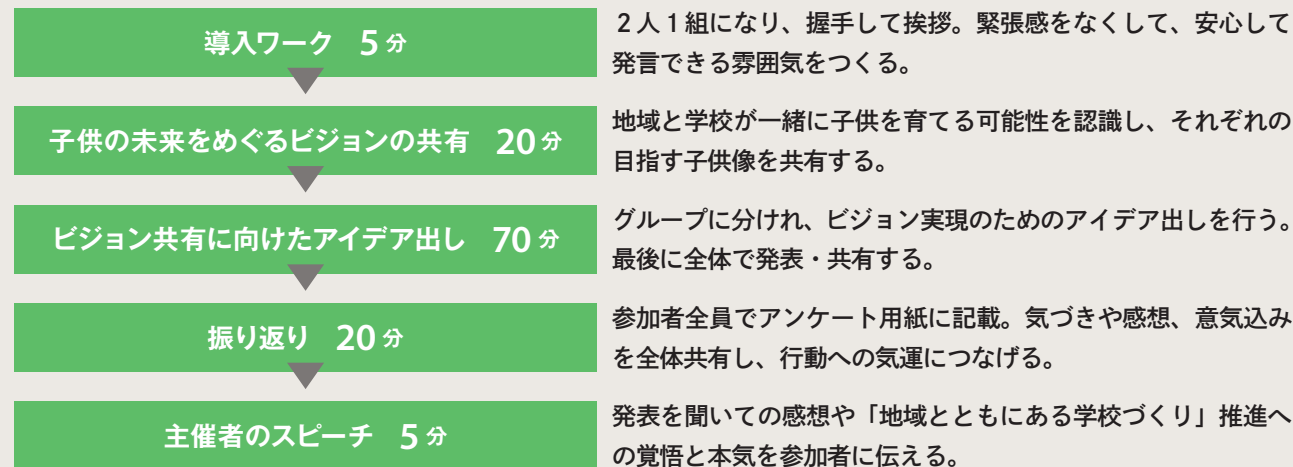 導入ワーク 5分
２人１組になり、握手して挨拶。緊張感をなくして、安心して
発言できる雰囲気をつくる。
子供の未来をめぐるビジョンの共有 20分
地域と学校が一緒に子供を育てる可能性を認識し、それぞれの
目指す子供像を共有する。
ビジョン共有に向けたアイデア出し 70分
グループに分けれ、ビジョン実現のためのアイデア出しを行う。
最後に全体で発表・共有する。
振り返り 20分
参加者全員でアンケート用紙に記載。気づきや感想、意気込み
を全体共有し、行動への気運につなげる。
主催者のスピーチ 5分
発表を聞いての感想や「地域とともにある学校づくり」推進へ
の覚悟と本気を参加者に伝える。